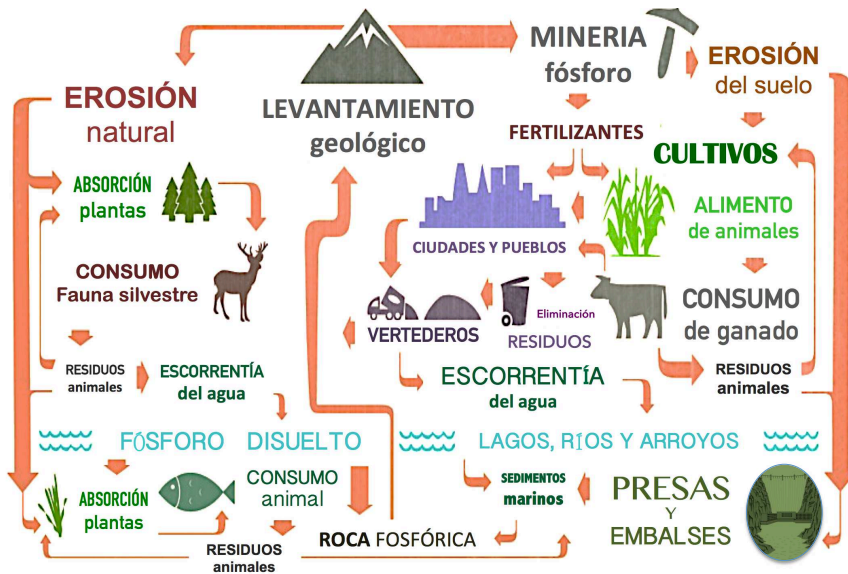 MINERIA
fósforo
EROSIÓN
del suelo
EROSIÓN
natural
LEVANTAMIENTO
geológico
FERTILIZANTES
CULTIVOS
ABSORCIÓN
plantas
ALIMENTO
de animales
CIUDADES Y PUEBLOS
CONSUMO
Fauna silvestre
CONSUMO
de ganado
Eliminación
RESIDUOS
VERTEDEROS
RESIDUOS
animales
ESCORRENTÍA
del agua
ESCORRENTÍA
del agua
RESIDUOS
animales
FÓSFORO DISUELTO
LAGOS, RÍOS Y ARROYOS
ABSORCIÓN
plantas
CONSUMO
animal
SEDIMENTOS
marinos
PRESAS
Y
EMBALSES
ROCA FOSFÓRICA
RESIDUOS
animales